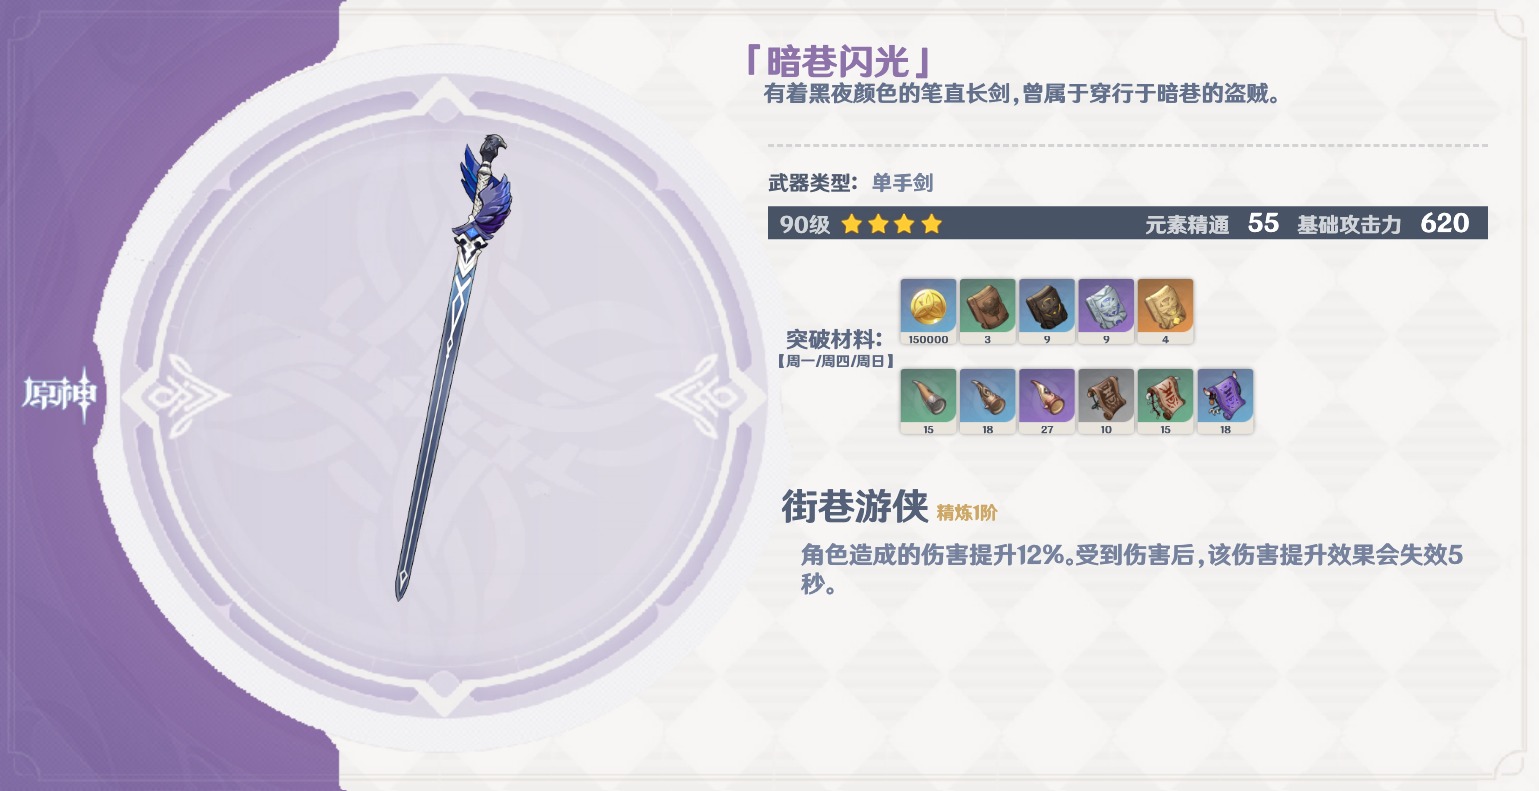 「暗巷闪光」
有着黑夜颜色的笔直长剑,曾属于穿行于暗巷的盗贼。
武器类型: 单手剑
90级 元素精通 55 基础攻击力 620
突破材料:
【周一/周四/周日】
150000 3 9 9 4
15 18 27 10 15 18
原神
街巷游侠 精炼1阶
角色造成的伤害提升12%。受到伤害后,该伤害提升效果会失效5
秒。